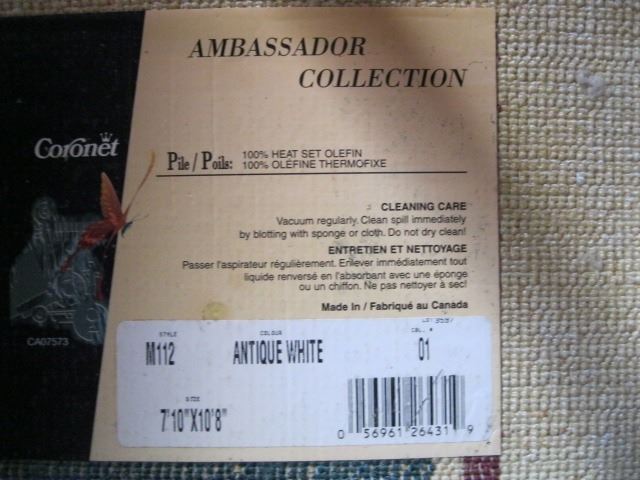 AMBASSADOR
COLLECTION
Coronet
Pile / Poils: 100% HEAT SET OLEFIN
100% OLÉFINE THERMOFIXE
CLEANING CARE
Vacuum regularly. Clean spill immediately
by blotting with sponge or cloth. Do not dry clean!
ENTRETIEN ET NETTOYAGE
Passer l'aspirateur régulièrement. Enlever immédiatement tout
liquide renversé en l'absorbant avec une éponge
ou un chiffon. Ne pas nettoyer à sec!
Made in / Fabriqué au Canada
CA07573
STYLE COLOUR COL. #
M112 ANTIQUE WHITE 01
SIZE
7'10"X10'8"
0 56961 26431 9